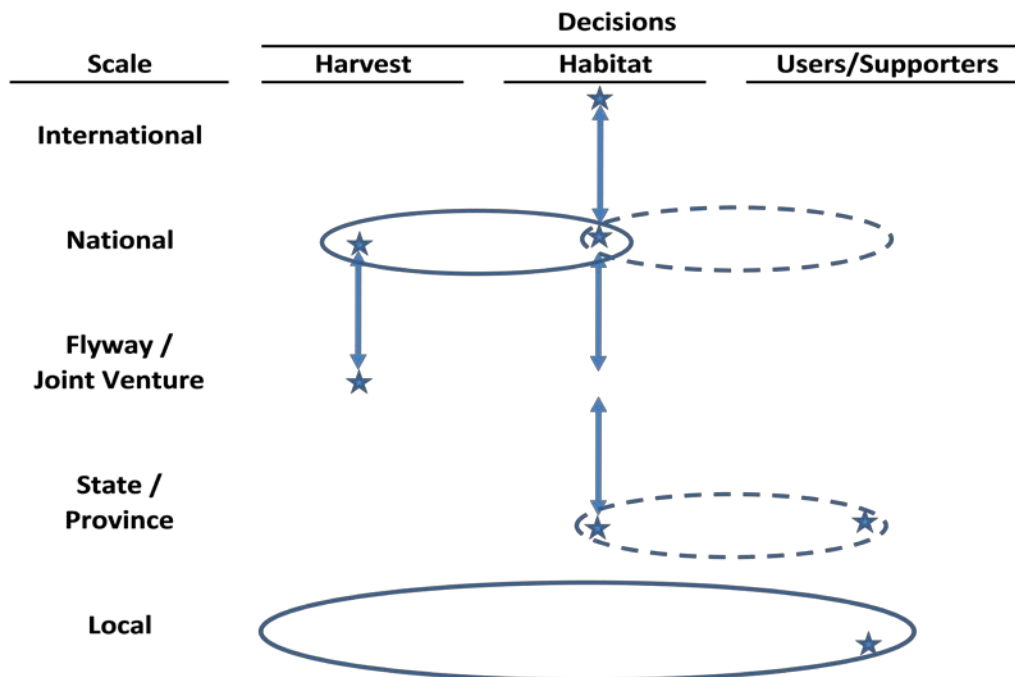 Decisions
Scale Harvest Habitat Users/Supporters
International
National
Flyway /
Joint Venture
State /
Province
Local